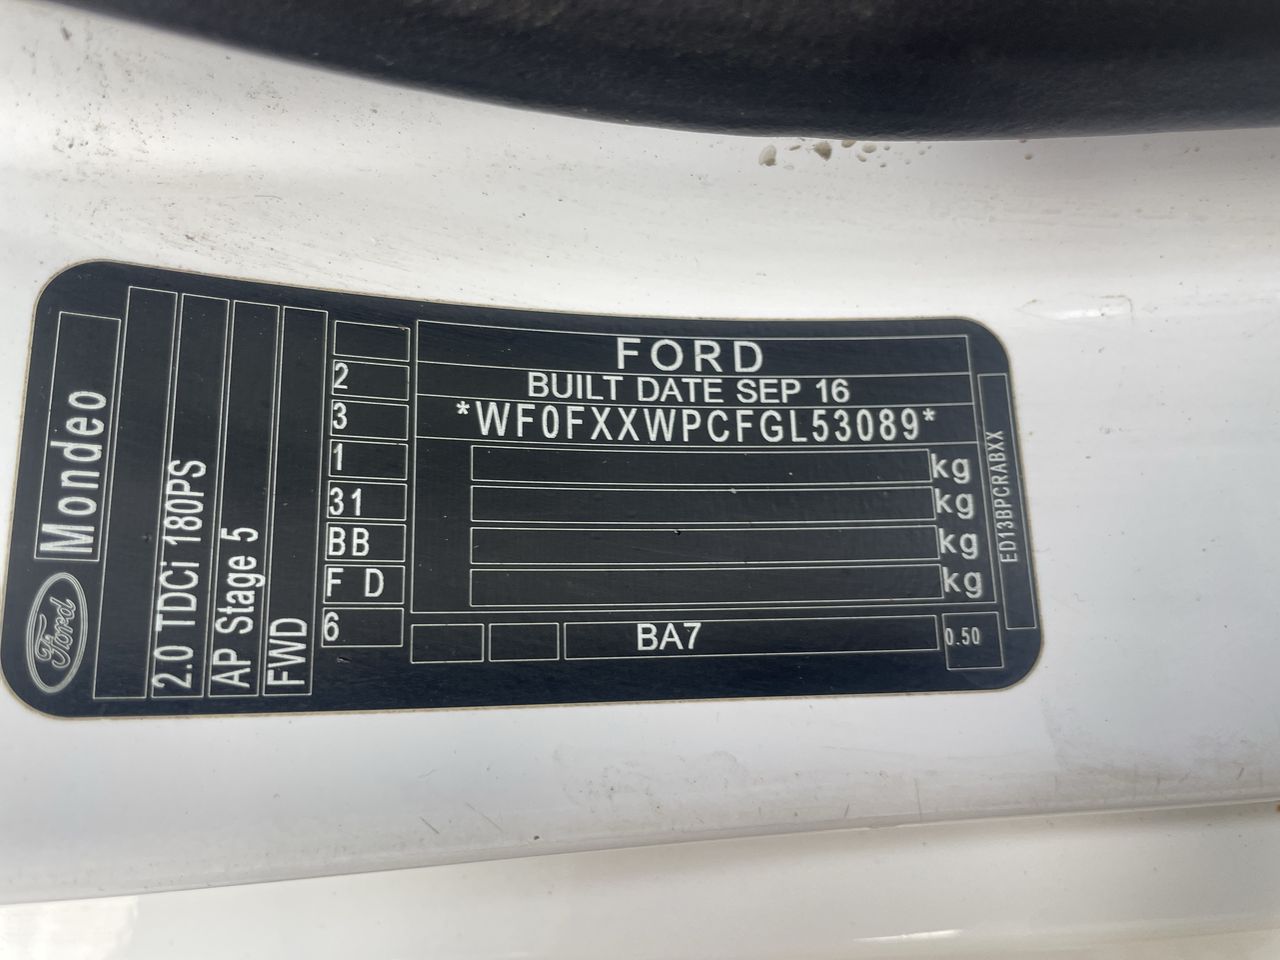 Ford
Mondeo
2.0 TDCi 180PS
AP Stage 5
FWD
2
3
1
31
BB
F D
6
FORD
BUILT DATE SEP 16
*WF0FXXWPCFGL53089*
kg
kg
kg
kg
BA7
0.50
ED13BPCRABXX